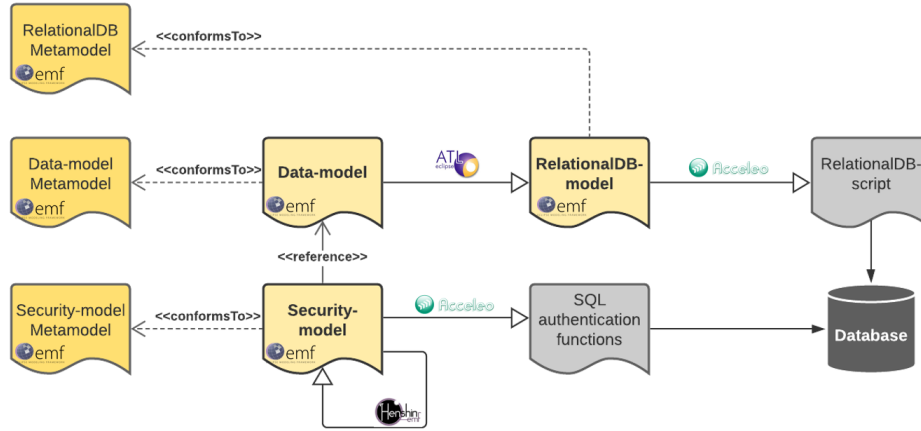 RelationalDB
Metamodel
emf
<<conformsTo>>
Data-model
Metamodel
emf
<<conformsTo>>
Data-model
emf
ATL
eclipse
RelationalDB-
model
emf
Acceleo
RelationalDB-
script
<<reference>>
Security-model
Metamodel
emf
<<conformsTo>>
Security-
model
emf
Acceleo
SQL
authentication
functions
Database
Henshin
emf